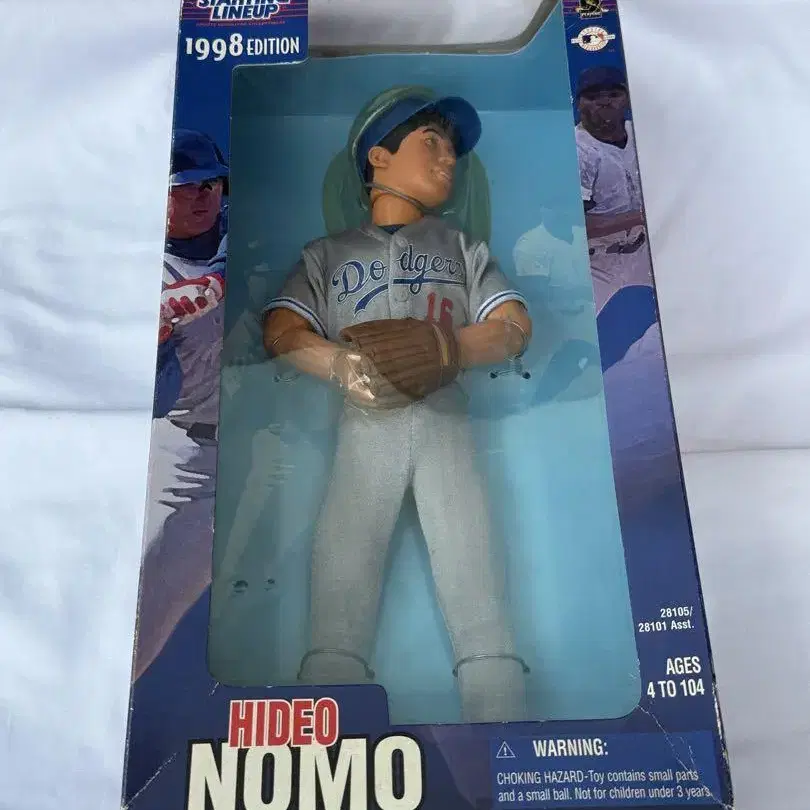 STARTING
LINEUP
1998 EDITION
Dodgers
16
28105/
28101 Asst.
AGES
4 TO 104
HIDEO
NOMO
WARNING:
CHOKING HAZARD-Toy contains small parts
and a small ball. Not for children under 3 years.